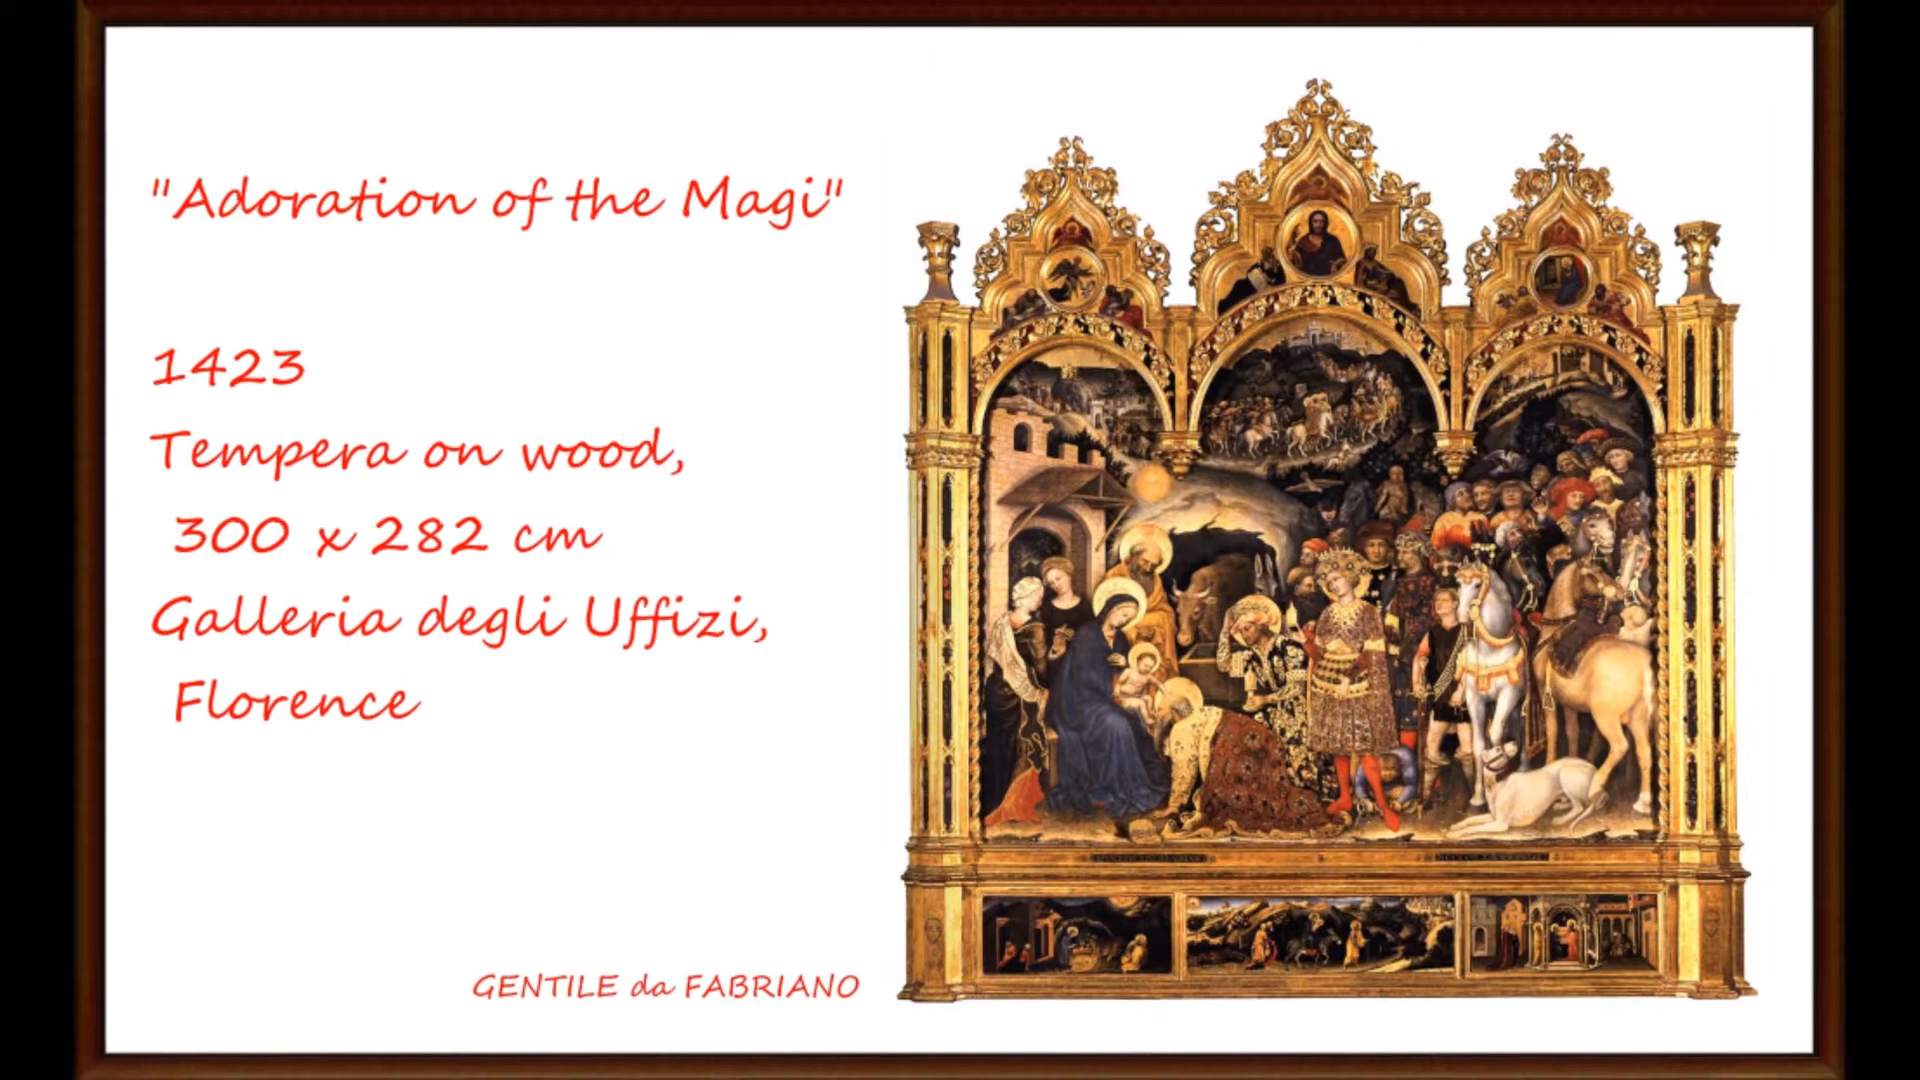 "Adoration of the Magi"
1423
Tempera on wood,
300 x 282 cm
Galleria degli Uffizi,
Florence
GENTILE da FABRIANO